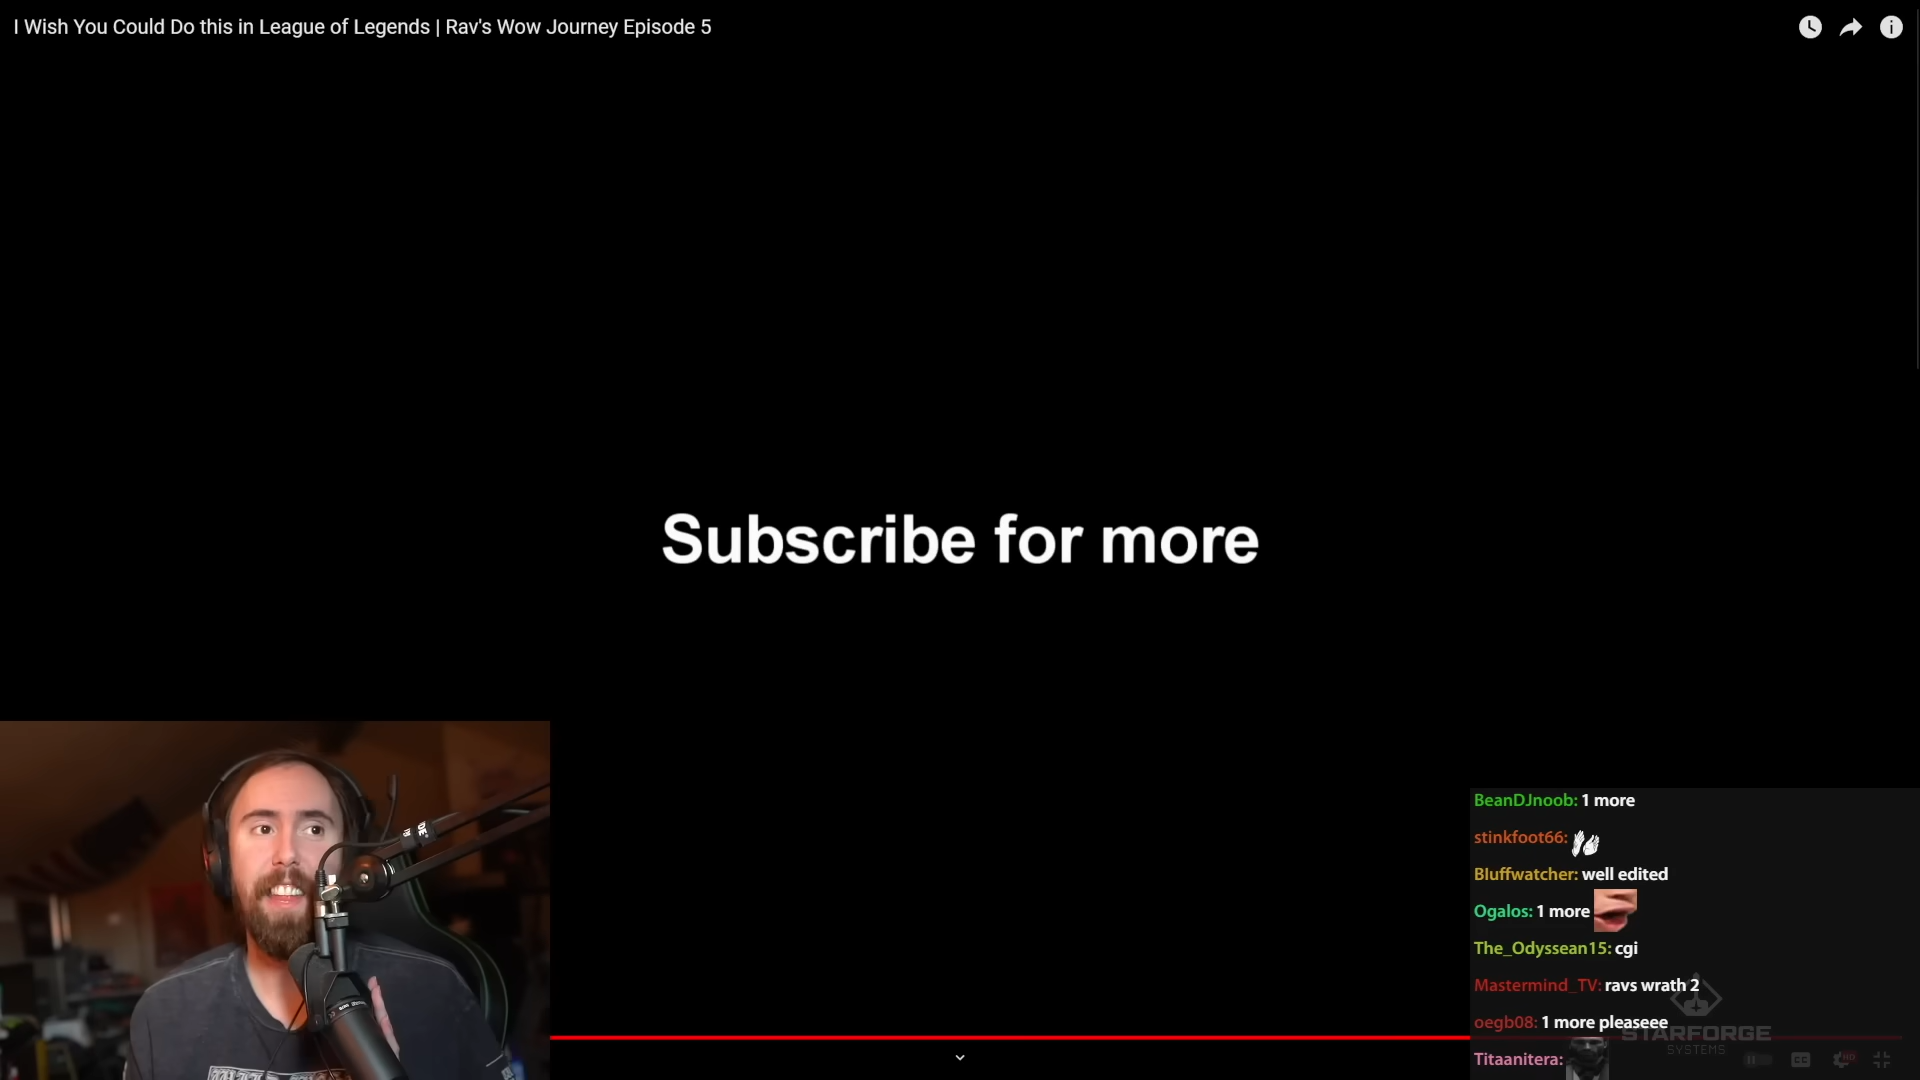 I Wish You Could Do this in League of Legends | Rav's Wow Journey Episode 5
Subscribe for more
BeanDJnoob: 1 more
stinkfoot66:
Bluffwatcher: well edited
Ogalos: 1 more
The_Odyssean15: cgi
Mastermind_TV: ravs wrath 2
oegb08: 1 more pleaseee
STARFORGE
SYSTEMS
Titaanitera:
CC
HD